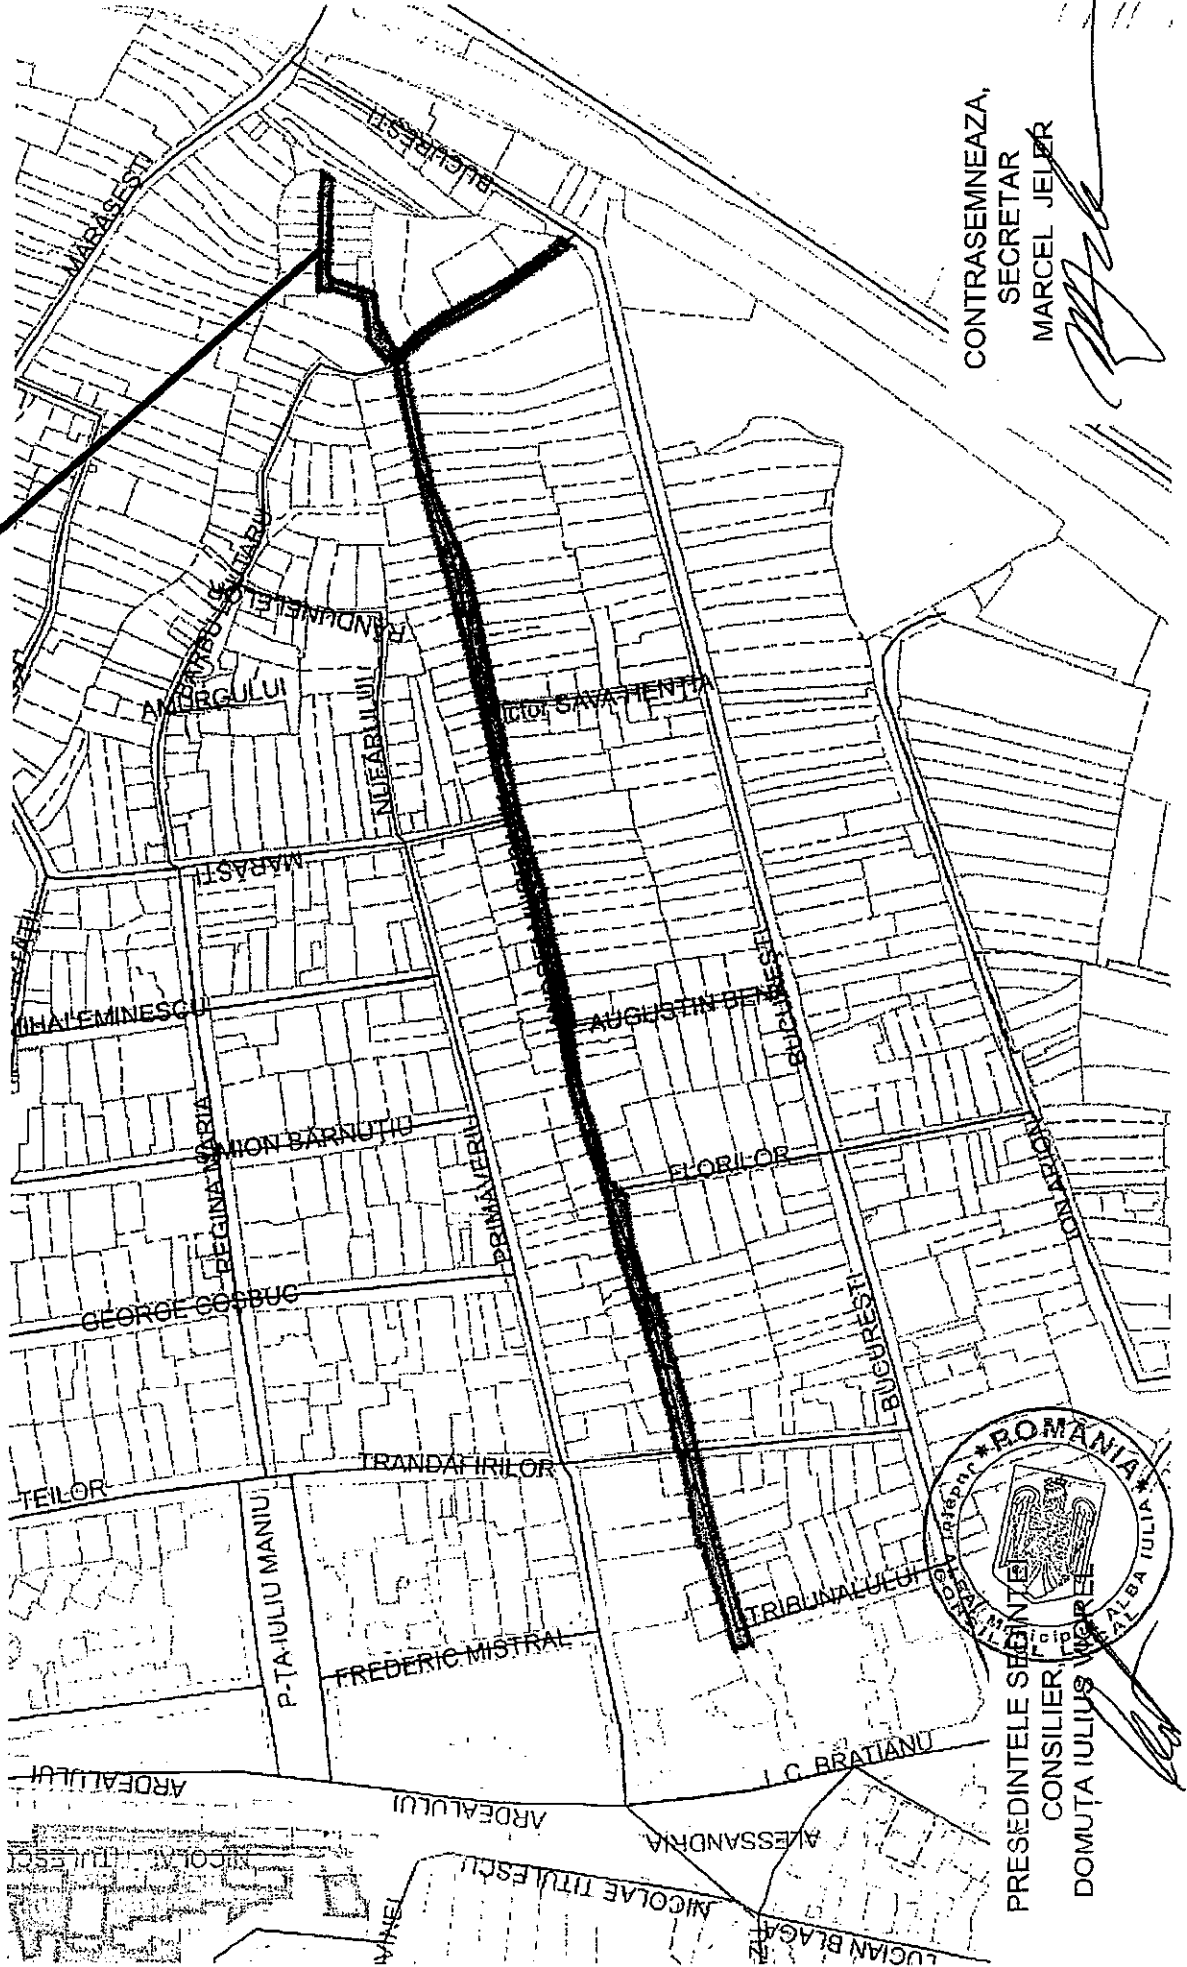 MARASESTI
BUCURESTI
RANDUNELELOR
AMURGULUI
NUFARULUI
SAVA HENTIA
MARASTI
MIHAI EMINESCU
AUGUSTIN BENA
BUCURESTI
REGINA MARIA
BARNUTIU
PRIMAVERII
FLORILOR
ION ARION
GEORGE COSBUC
BUCURESTI
TEILOR
TRANDAFIRILOR
P-TA IULIU MANIU
FREDERIC MISTRAL
TRIBUNALULUI
ARDEALULUI
ARDEALULUI
I. C. BRATIANU
ALESSANDRIA
NICOLAE TITULESCU
NICOLAE TITULESCU
LUCIAN BLAGA
CONTRASEMNEAZA,
SECRETAR
MARCEL JELER
PRESEDINTELE SEDINTEI
CONSILIER,
DOMUTA IULIUS VIOREL
* ROMÂNIA *
ALBA IULIA